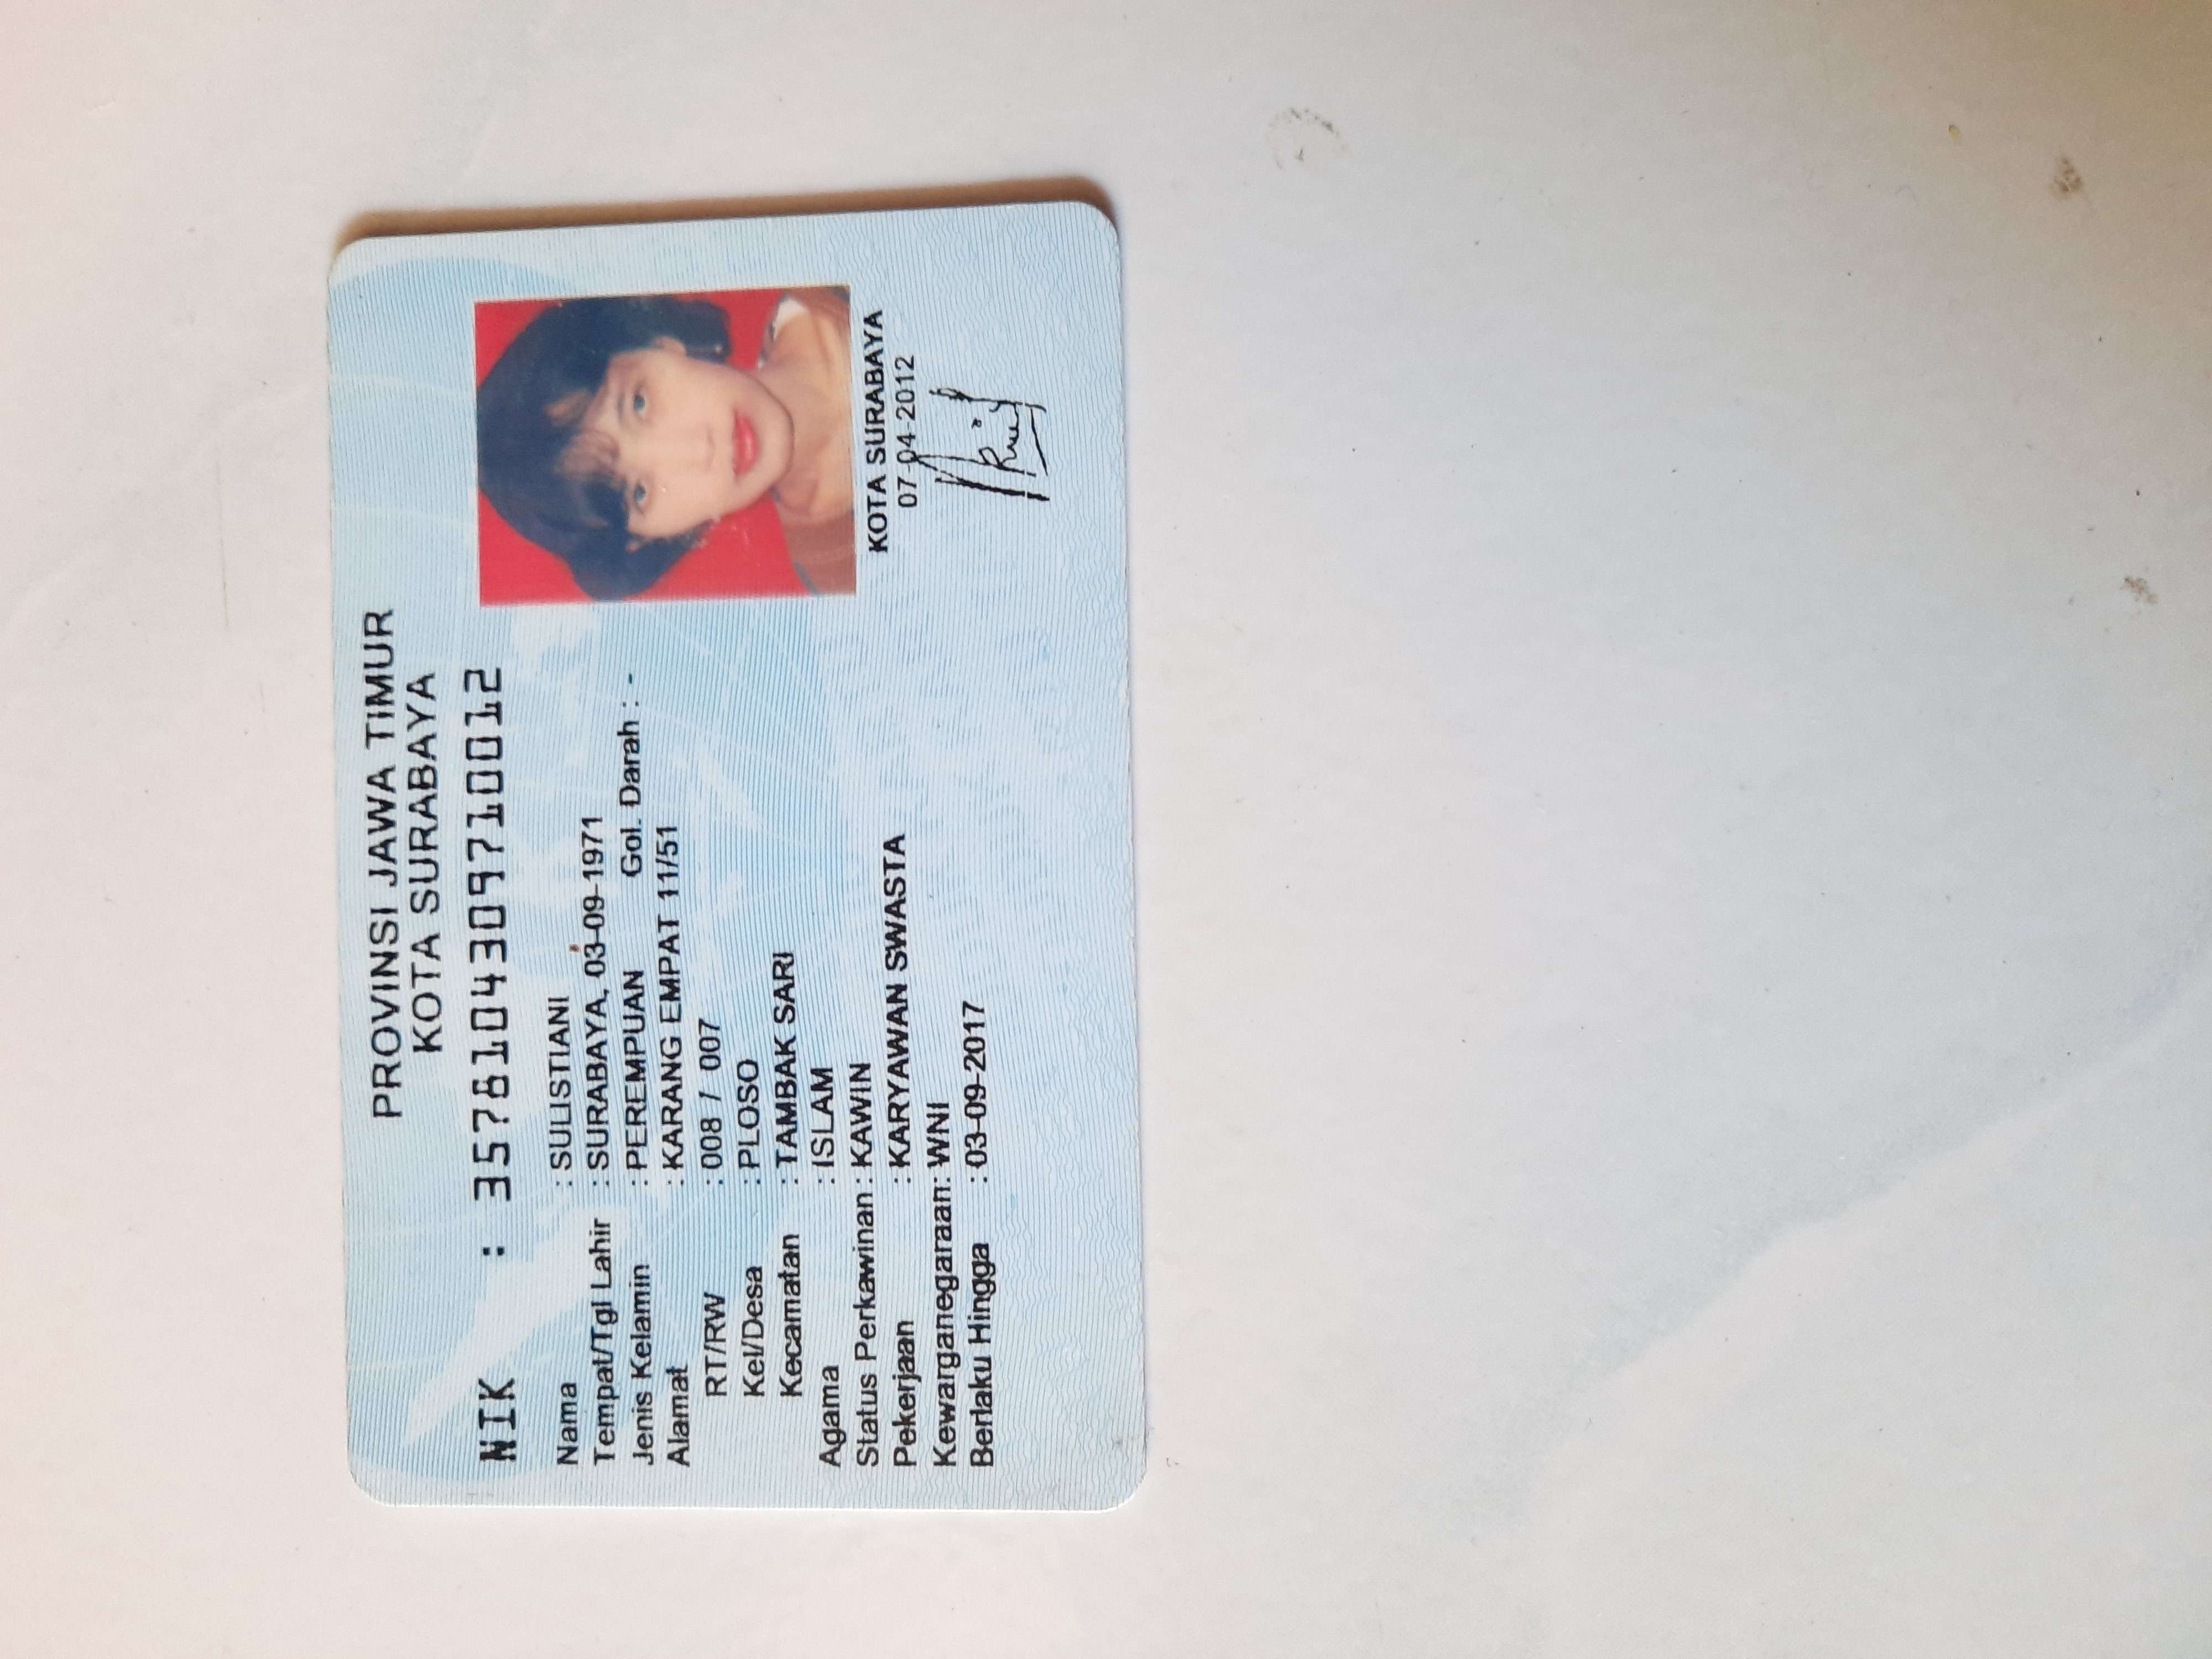 PROVINSI JAWA TIMUR
KOTA SURABAYA
NIK : 3578104309710012
Nama : SULISTIANI
Tempat/Tgl Lahir : SURABAYA, 03-09-1971
Jenis Kelamin : PEREMPUAN Gol. Darah : -
Alamat : KARANG EMPAT 11/51
RT/RW : 008 / 007
Kel/Desa : PLOSO
Kecamatan : TAMBAK SARI
Agama : ISLAM
Status Perkawinan : KAWIN
Pekerjaan : KARYAWAN SWASTA
Kewarganegaraan: WNI
Berlaku Hingga : 03-09-2017
KOTA SURABAYA
07-04-2012